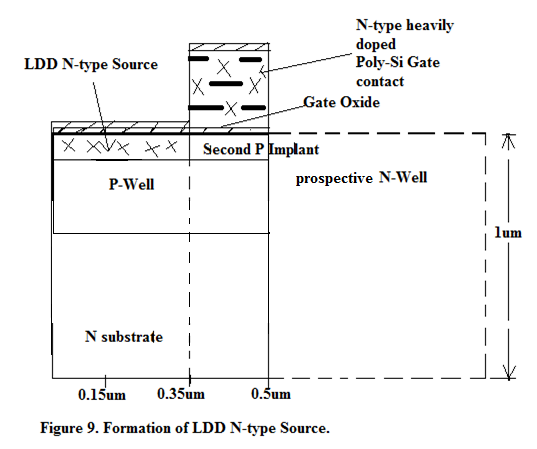 N-type heavily
doped
Poly-Si Gate
contact
LDD N-type Source
Gate Oxide
Second P Implant
P-Well
prospective N-Well
1um
N substrate
0.15um 0.35um 0.5um
Figure 9. Formation of LDD N-type Source.